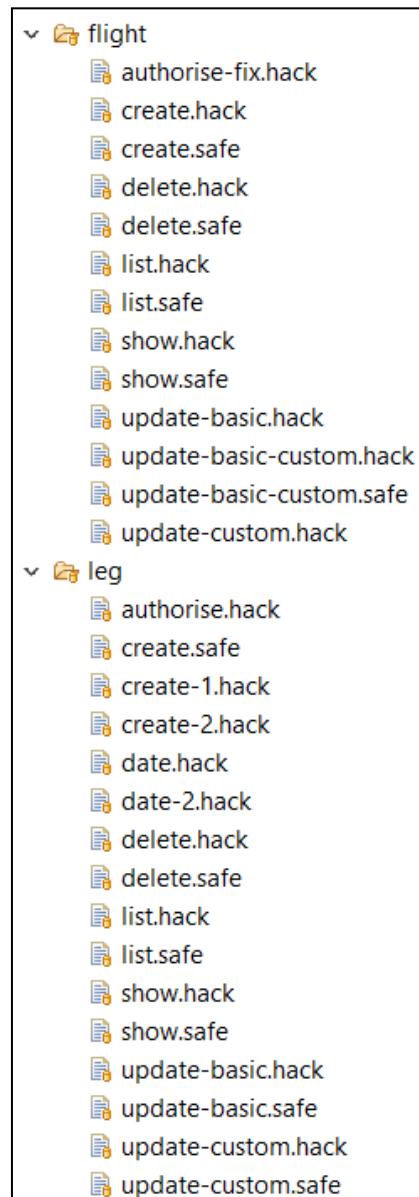 flight
authorise-fix.hack
create.hack
create.safe
delete.hack
delete.safe
list.hack
list.safe
show.hack
show.safe
update-basic.hack
update-basic-custom.hack
update-basic-custom.safe
update-custom.hack
leg
authorise.hack
create.safe
create-1.hack
create-2.hack
date.hack
date-2.hack
delete.hack
delete.safe
list.hack
list.safe
show.hack
show.safe
update-basic.hack
update-basic.safe
update-custom.hack
update-custom.safe